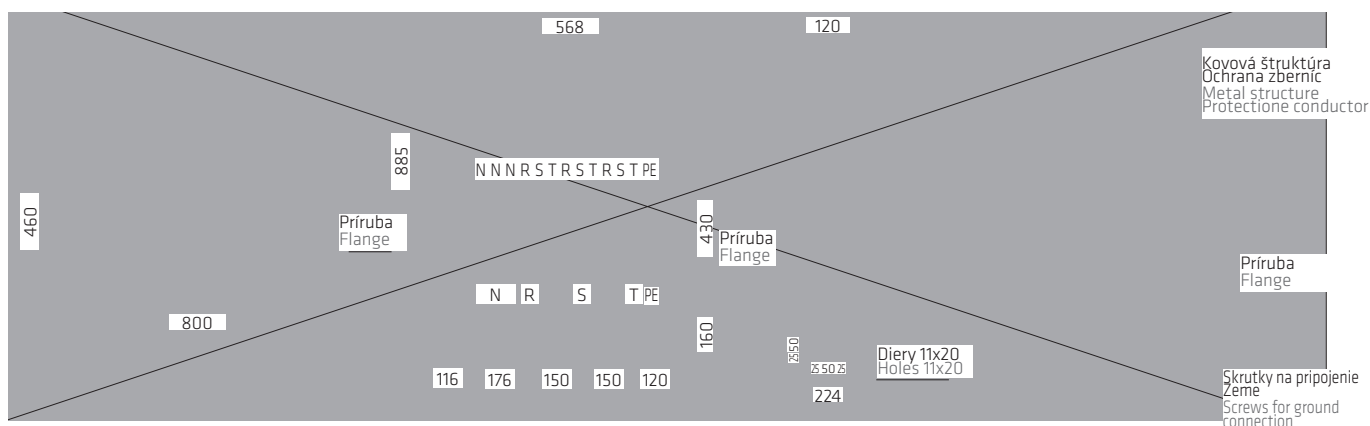 568
120
Kovová štruktúra
Ochrana zberníc
Metal structure
Protectione conductor
885
N N N R S T R S T R S T PE
460
430
Príruba
Flange
Príruba
Flange
Príruba
Flange
N R S T PE
800
160
25 50
Diery 11x20
Holes 11x20
25 50 25
116 176 150 150 120
224
Skrutky na pripojenie
Zeme
Screws for ground
connection